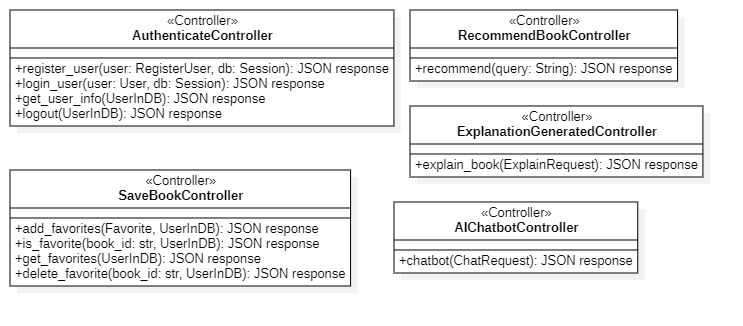 «Controller»
AuthenticateController
+register_user(user: RegisterUser, db: Session): JSON response
+login_user(user: User, db: Session): JSON response
+get_user_info(UserInDB): JSON response
+logout(UserInDB): JSON response
«Controller»
RecommendBookController
+recommend(query: String): JSON response
«Controller»
ExplanationGeneratedController
+explain_book(ExplainRequest): JSON response
«Controller»
SaveBookController
+add_favorites(Favorite, UserInDB): JSON response
+is_favorite(book_id: str, UserInDB): JSON response
+get_favorites(UserInDB): JSON response
+delete_favorite(book_id: str, UserInDB): JSON response
«Controller»
AIChatbotController
+chatbot(ChatRequest): JSON response